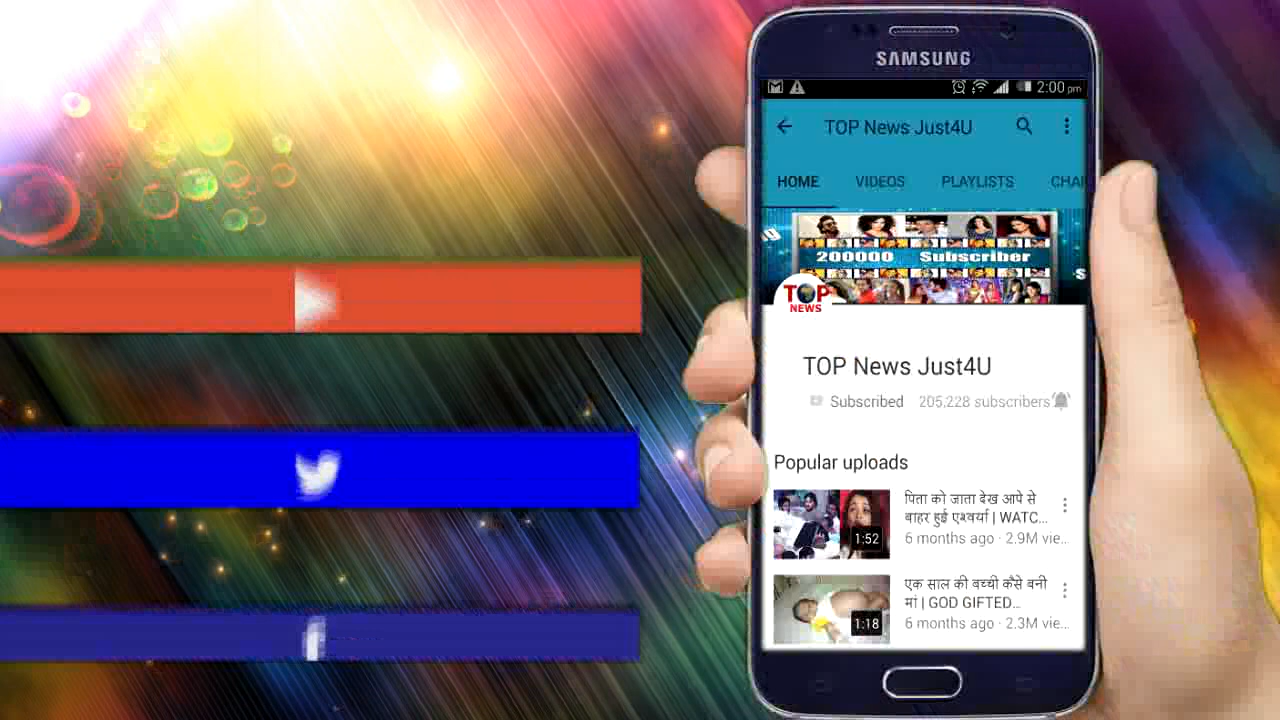 SAMSUNG
2:00 pm
TOP News Just4U
HOME VIDEOS PLAYLISTS CHA
200000 Subscriber
S
TOP
NEWS
TOP News Just4U
Subscribed 205,228 subscribers
Popular uploads
पिता को जाता देख आपे से
बाहर हुई एश्वर्या | WATC...
6 months ago · 2.9M vie...
1:52
एक साल की बच्ची कैसे बनी
मां | GOD GIFTED...
6 months ago · 2.3M vie...
1:18